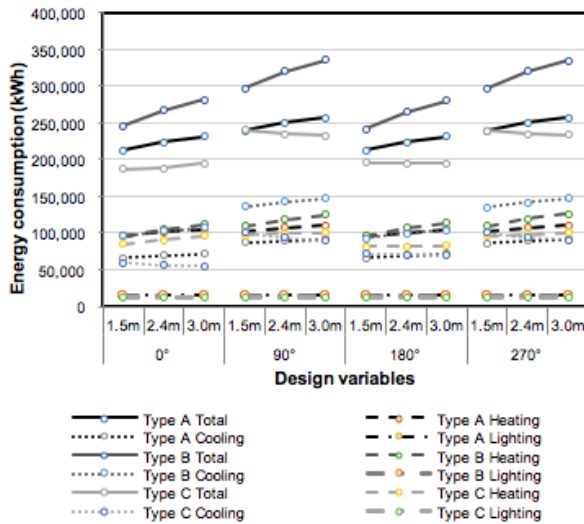 400,000
350,000
300,000
250,000
200,000
150,000
100,000
50,000
0
Energy consumption (kWh)
1.5m 2.4m 3.0m 1.5m 2.4m 3.0m 1.5m 2.4m 3.0m 1.5m 2.4m 3.0m
0° 90° 180° 270°
Design variables
Type A Total Type A Heating
Type A Cooling Type A Lighting
Type B Total Type B Heating
Type B Cooling Type B Lighting
Type C Total Type C Heating
Type C Cooling Type C Lighting